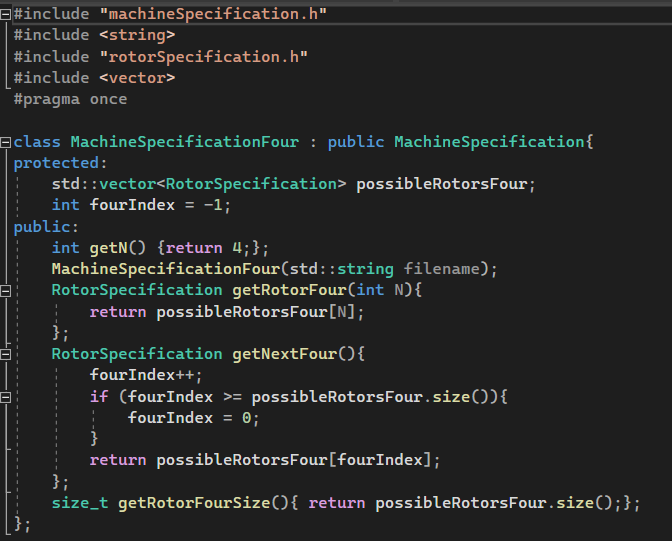 #include "machineSpecification.h"
#include <string>
#include "rotorSpecification.h"
#include <vector>
#pragma once
class MachineSpecificationFour : public MachineSpecification{
protected:
    std::vector<RotorSpecification> possibleRotorsFour;
    int fourIndex = -1;
public:
    int getN() {return 4;};
    MachineSpecificationFour(std::string filename);
    RotorSpecification getRotorFour(int N){
        return possibleRotorsFour[N];
    };
    RotorSpecification getNextFour(){
        fourIndex++;
        if (fourIndex >= possibleRotorsFour.size()){
            fourIndex = 0;
        }
        return possibleRotorsFour[fourIndex];
    };
    size_t getRotorFourSize(){ return possibleRotorsFour.size();};
};